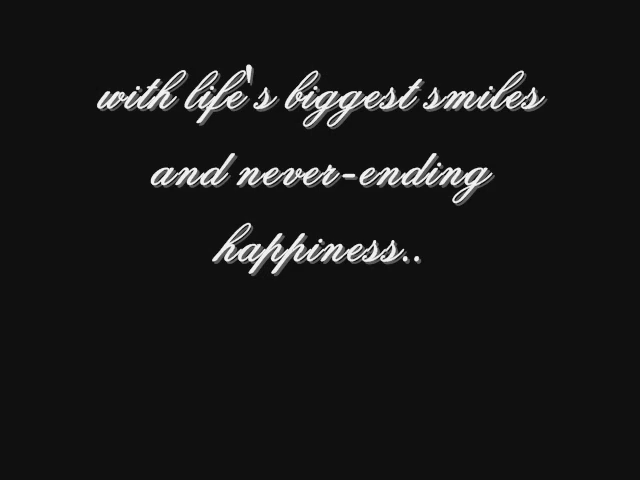 with life's biggest smiles
and never-ending
happiness..